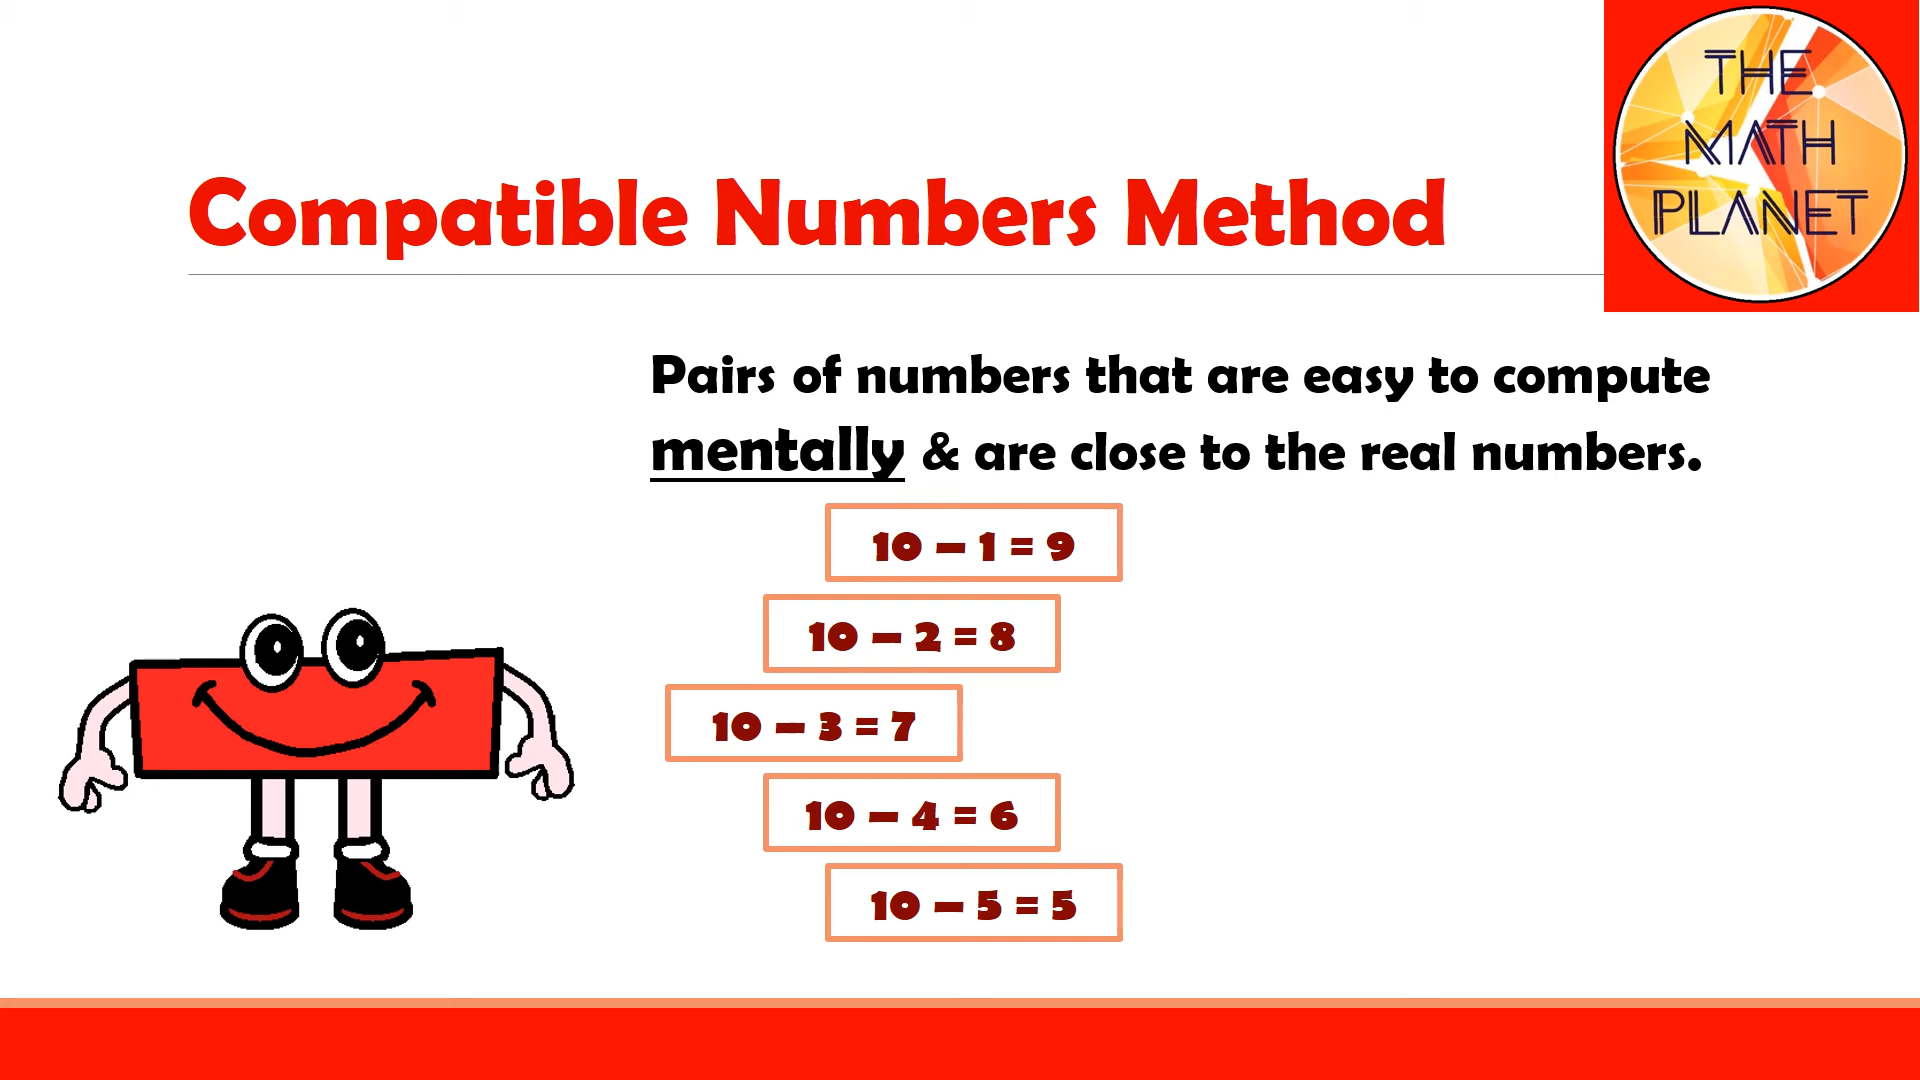 THE
MATH
PLANET
Compatible Numbers Method
Pairs of numbers that are easy to compute
mentally & are close to the real numbers.
10 – 1 = 9
10 – 2 = 8
10 – 3 = 7
10 – 4 = 6
10 – 5 = 5